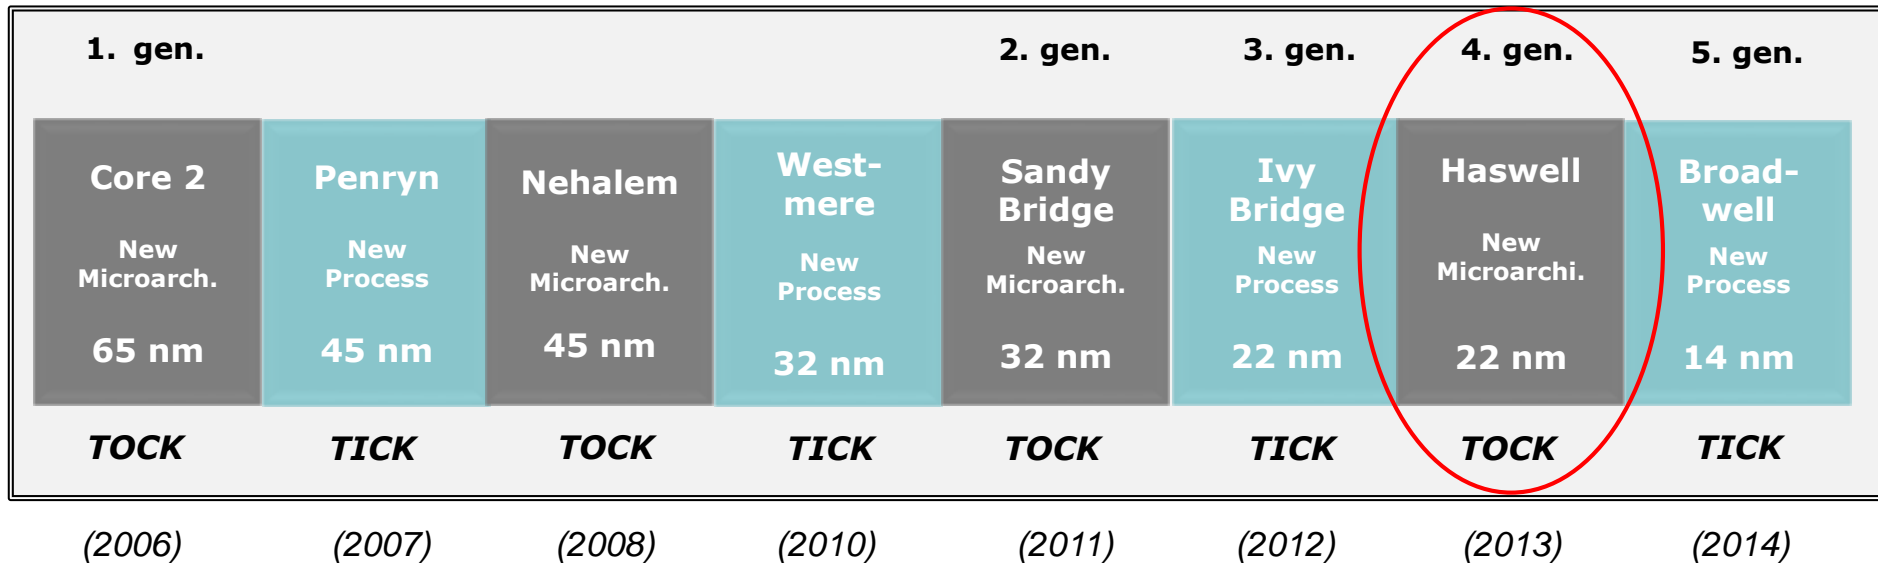 1. gen.
2. gen.
3. gen.
4. gen.
5. gen.
Core 2
New
Microarch.
65 nm
Penryn
New
Process
45 nm
Nehalem
New
Microarch.
45 nm
West-
mere
New
Process
32 nm
Sandy
Bridge
New
Microarch.
32 nm
Ivy
Bridge
New
Process
22 nm
Haswell
New
Microarchi.
22 nm
Broad-
well
New
Process
14 nm
TOCK
TICK
TOCK
TICK
TOCK
TICK
TOCK
TICK
(2006)
(2007)
(2008)
(2010)
(2011)
(2012)
(2013)
(2014)